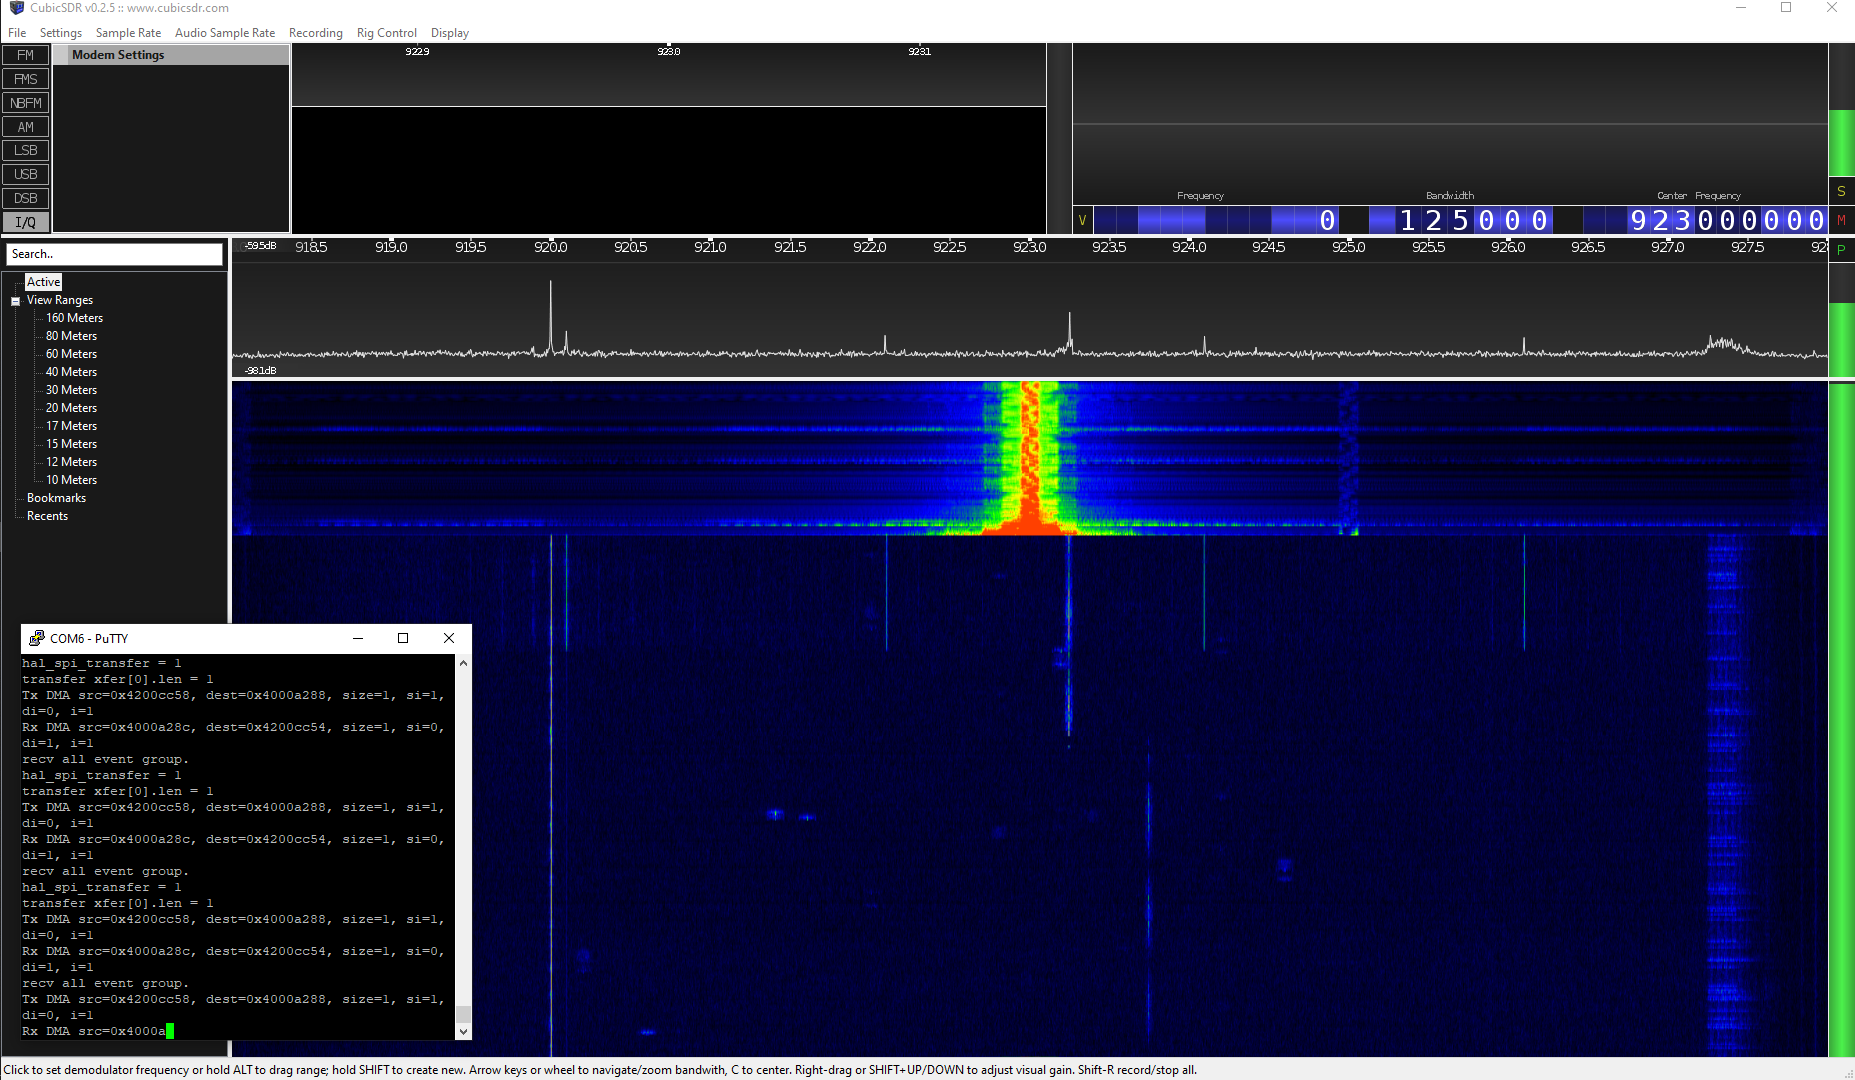 CubicSDR v0.2.5 :: www.cubicsdr.com
File Settings Sample Rate Audio Sample Rate Recording Rig Control Display
FM
FMS
NBFM
AM
LSB
USB
DSB
I/Q
Modem Settings
922.9 923.0 923.1
Frequency Bandwidth Center Frequency
V 0 125000 923000000
S
M
P
Search..
-59.5dB 918.5 919.0 919.5 920.0 920.5 921.0 921.5 922.0 922.5 923.0 923.5 924.0 924.5 925.0 925.5 926.0 926.5 927.0 927.5
-98.1dB
Active
View Ranges
160 Meters
80 Meters
60 Meters
40 Meters
30 Meters
20 Meters
17 Meters
15 Meters
12 Meters
10 Meters
Bookmarks
Recents
COM6 - PuTTY
hal_spi_transfer = 1
transfer xfer[0].len = 1
Tx DMA src=0x4200cc58, dest=0x4000a288, size=1, si=1,
di=0, i=1
Rx DMA src=0x4000a28c, dest=0x4200cc54, size=1, si=0,
di=1, i=1
recv all event group.
hal_spi_transfer = 1
transfer xfer[0].len = 1
Tx DMA src=0x4200cc58, dest=0x4000a288, size=1, si=1,
di=0, i=1
Rx DMA src=0x4000a28c, dest=0x4200cc54, size=1, si=0,
di=1, i=1
recv all event group.
hal_spi_transfer = 1
transfer xfer[0].len = 1
Tx DMA src=0x4200cc58, dest=0x4000a288, size=1, si=1,
di=0, i=1
Rx DMA src=0x4000a28c, dest=0x4200cc54, size=1, si=0,
di=1, i=1
recv all event group.
Tx DMA src=0x4200cc58, dest=0x4000a288, size=1, si=1,
di=0, i=1
Rx DMA src=0x4000a
Click to set demodulator frequency or hold ALT to drag range; hold SHIFT to create new. Arrow keys or wheel to navigate/zoom bandwith, C to center. Right-drag or SHIFT+UP/DOWN to adjust visual gain. Shift-R record/stop all.